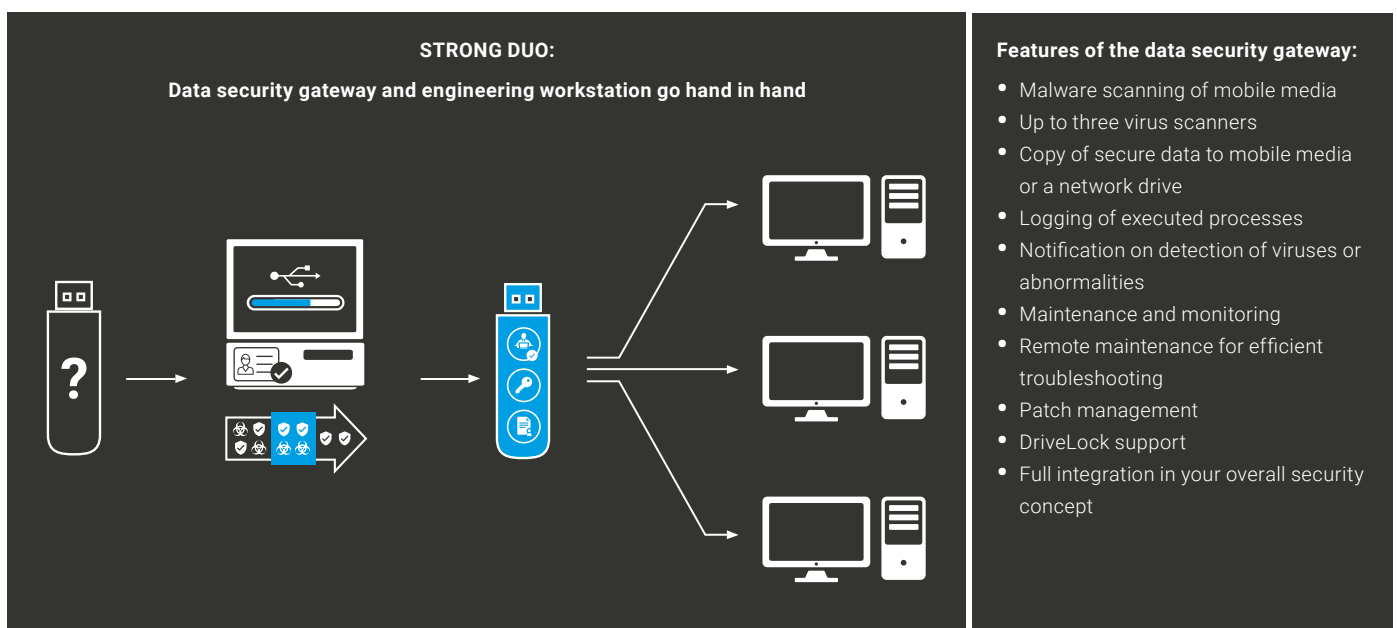 STRONG DUO:
Data security gateway and engineering workstation go hand in hand
?
Features of the data security gateway:
• Malware scanning of mobile media
• Up to three virus scanners
• Copy of secure data to mobile media
or a network drive
• Logging of executed processes
• Notification on detection of viruses or
abnormalities
• Maintenance and monitoring
• Remote maintenance for efficient
troubleshooting
• Patch management
• DriveLock support
• Full integration in your overall security
concept